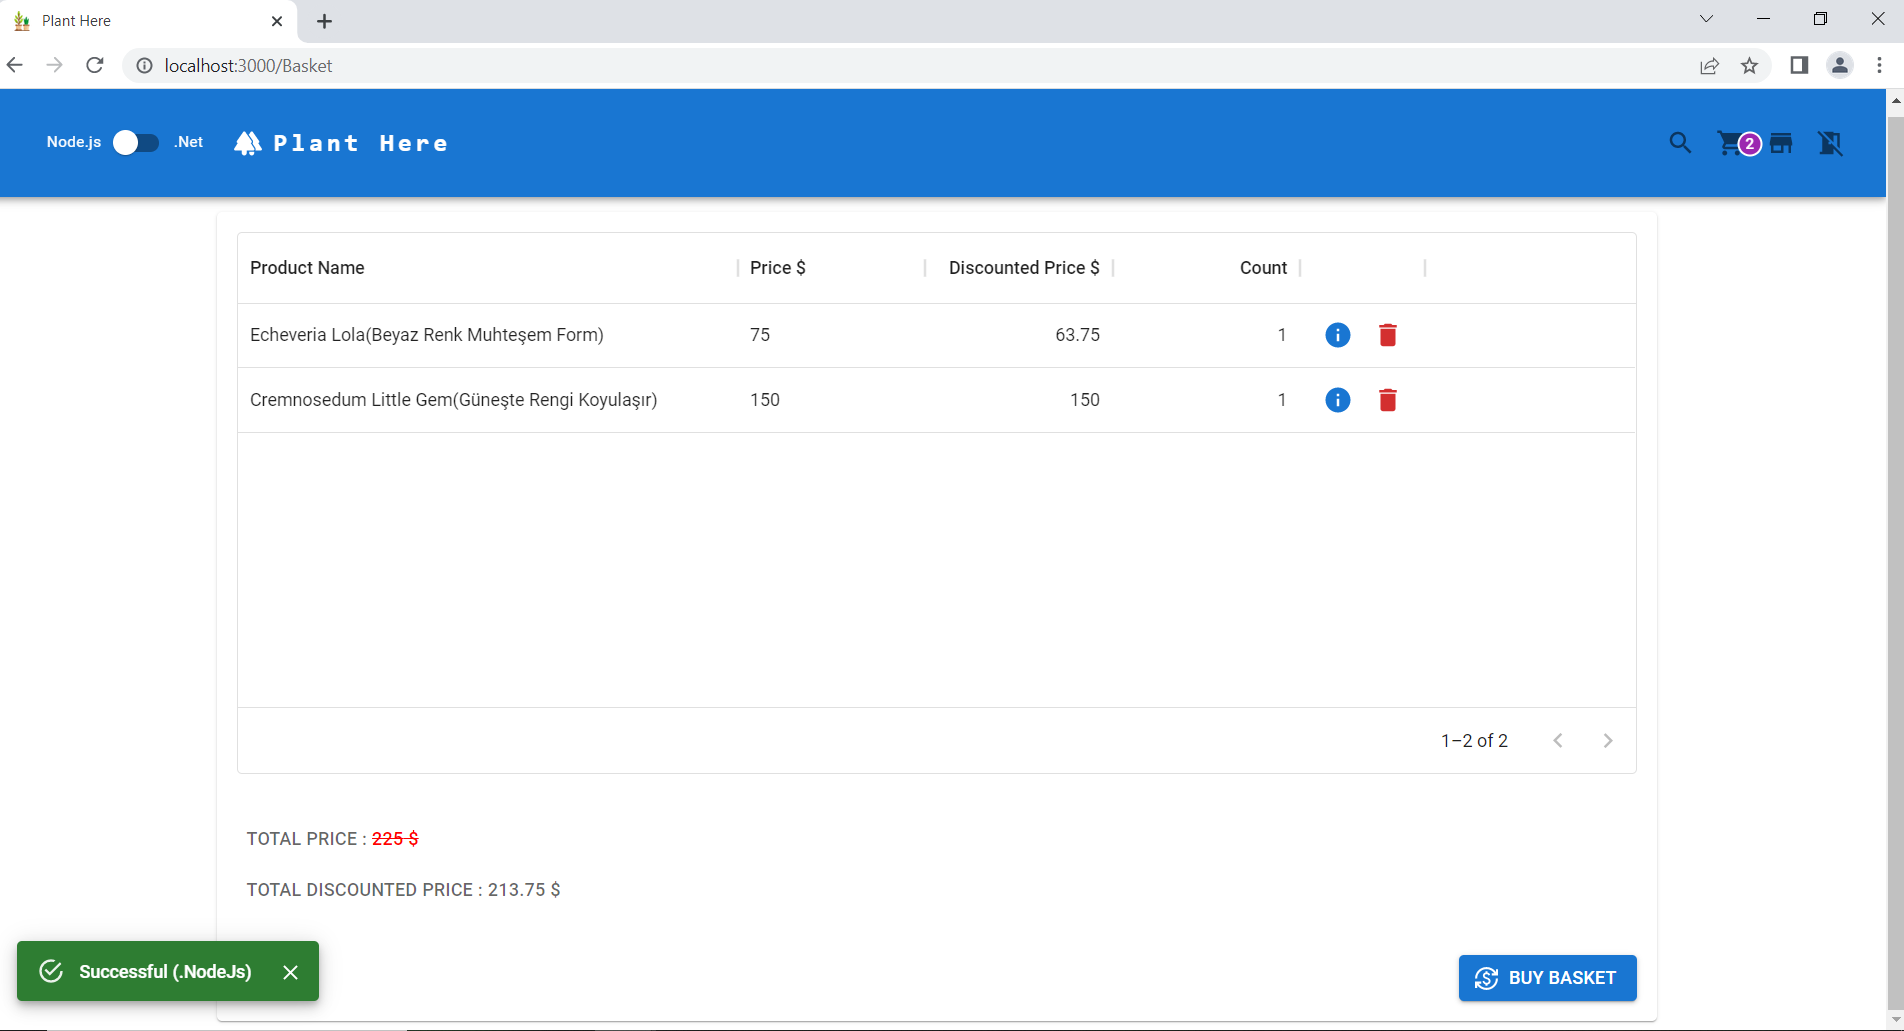 Plant Here
localhost:3000/Basket
Node.js .Net Plant Here 2
Product Name Price $ Discounted Price $ Count
Echeveria Lola(Beyaz Renk Muhteşem Form) 75 63.75 1
Cremnosedum Little Gem(Güneşte Rengi Koyulaşır) 150 150 1
1–2 of 2
TOTAL PRICE : 225 $
TOTAL DISCOUNTED PRICE : 213.75 $
Successful (.NodeJs)
BUY BASKET